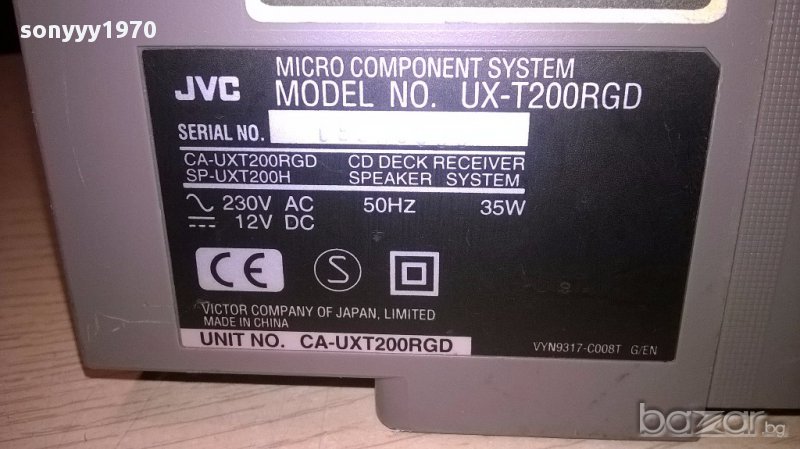 sonyyy1970
JVC
MICRO COMPONENT SYSTEM
MODEL NO. UX-T200RGD
SERIAL NO.
CA-UXT200RGD CD DECK RECEIVER
SP-UXT200H SPEAKER SYSTEM
230V AC 50HZ 35W
12V DC
CE S
VICTOR COMPANY OF JAPAN, LIMITED
MADE IN CHINA
UNIT NO. CA-UXT200RGD
VYN9317-C008T G/EN
bazar.bg